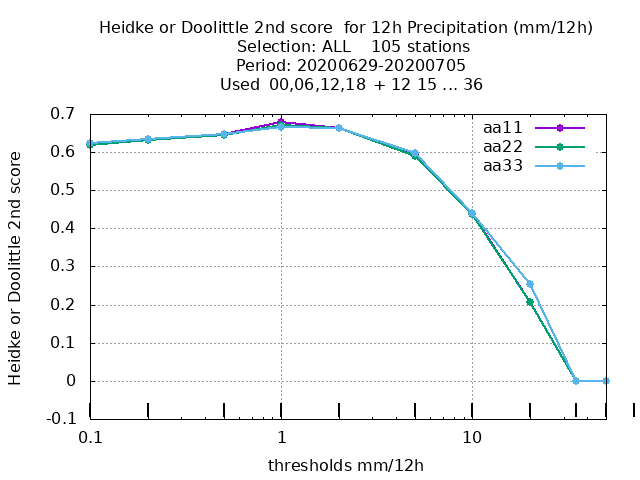 Heidke or Doolittle 2nd score  for 12h Precipitation (mm/12h)
Selection: ALL    105 stations
Period: 20200629-20200705
Used 00,06,12,18 + 12 15 ... 36
Heidke or Doolittle 2nd score
0.7
0.6
0.5
0.4
0.3
0.2
0.1
0
-0.1
aa11
aa22
aa33
0.1 1 10
thresholds mm/12h